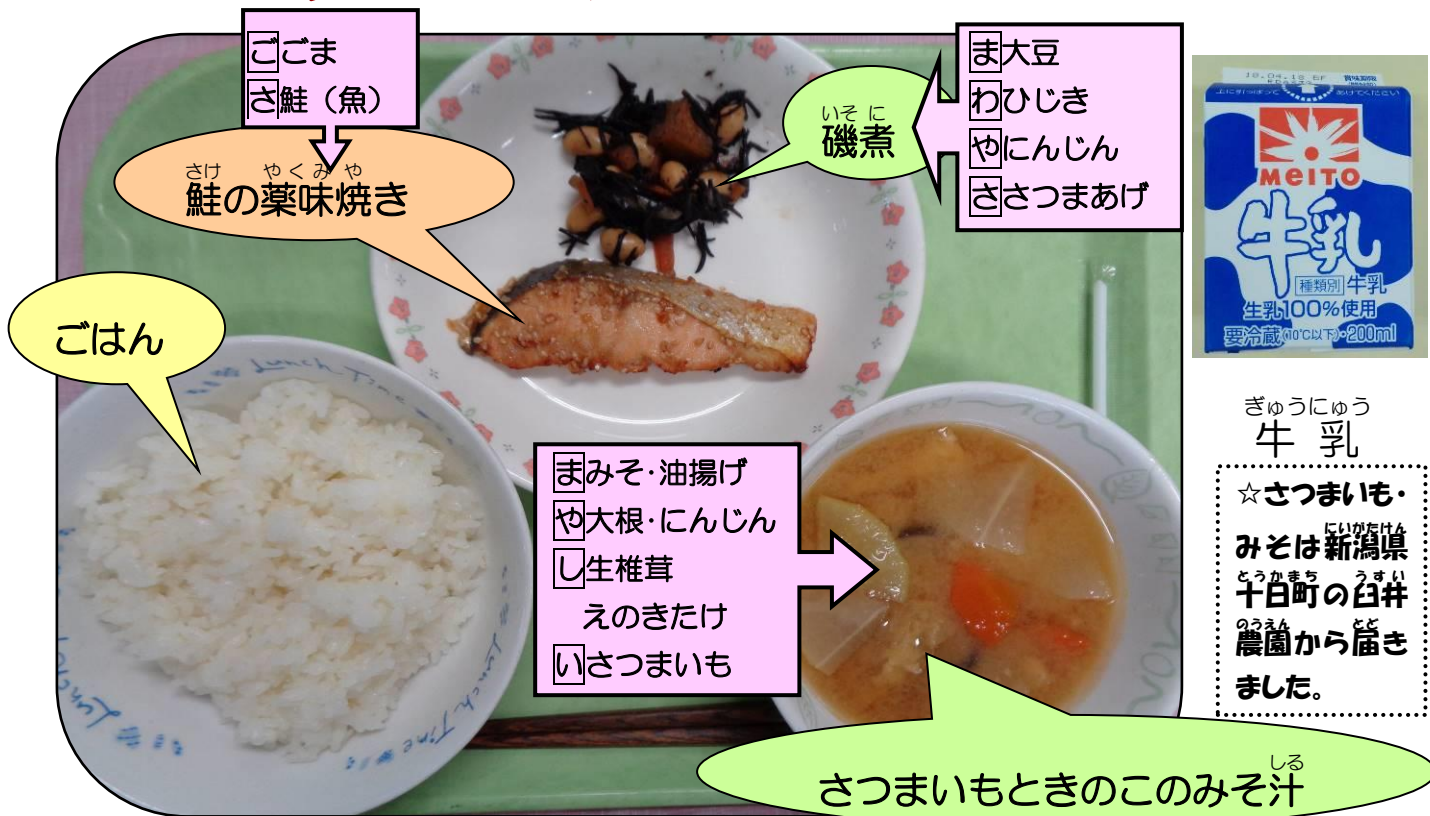 ごごま
さ鮭（魚）
さけ やくみ や
鮭の薬味焼き
いそ に
磯煮
ま大豆
わひじき
やにんじん
ささつまあげ
ごはん
Lunch Time
Lunch Time
Lunch
まみそ・油揚げ
や大根・にんじん
し生椎茸
えのきたけ
いさつまいも
しる
さつまいもときのこのみそ汁
MEITO
牛乳
種類別 牛乳
生乳100%使用
要冷蔵(10℃以下)・200ml
ぎゅうにゅう
牛 乳
☆さつまいも・
にいがたけん
みそは新潟県
とうかまち うすい
十日町の臼井
のうえん とど
農園から届き
ました。